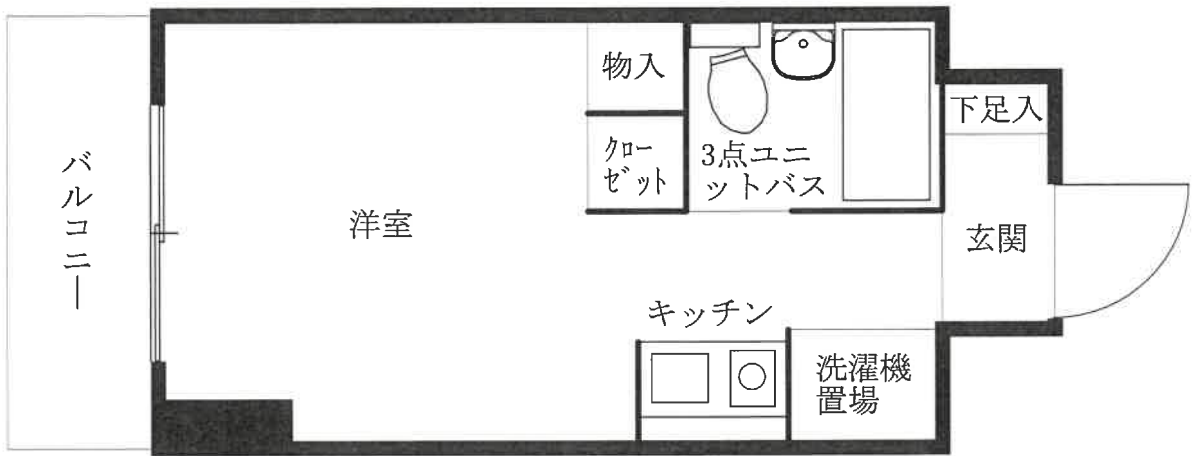 物入
下足入
クロー
ゼット
3点ユニ
ットバス
バルコニー
洋室
玄関
キッチン
洗濯機
置場